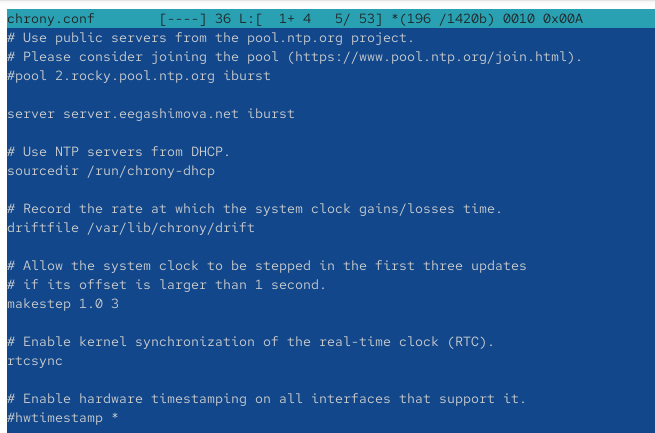 chrony.conf [----] 36 L:[ 1+ 4 5/ 53] *(196 /1420b) 0010 0x00A
# Use public servers from the pool.ntp.org project.
# Please consider joining the pool (https://www.pool.ntp.org/join.html).
#pool 2.rocky.pool.ntp.org iburst
server server.eegashimova.net iburst
# Use NTP servers from DHCP.
sourcedir /run/chrony-dhcp
# Record the rate at which the system clock gains/losses time.
driftfile /var/lib/chrony/drift
# Allow the system clock to be stepped in the first three updates
# if its offset is larger than 1 second.
makestep 1.0 3
# Enable kernel synchronization of the real-time clock (RTC).
rtcsync
# Enable hardware timestamping on all interfaces that support it.
#hwtimestamp *